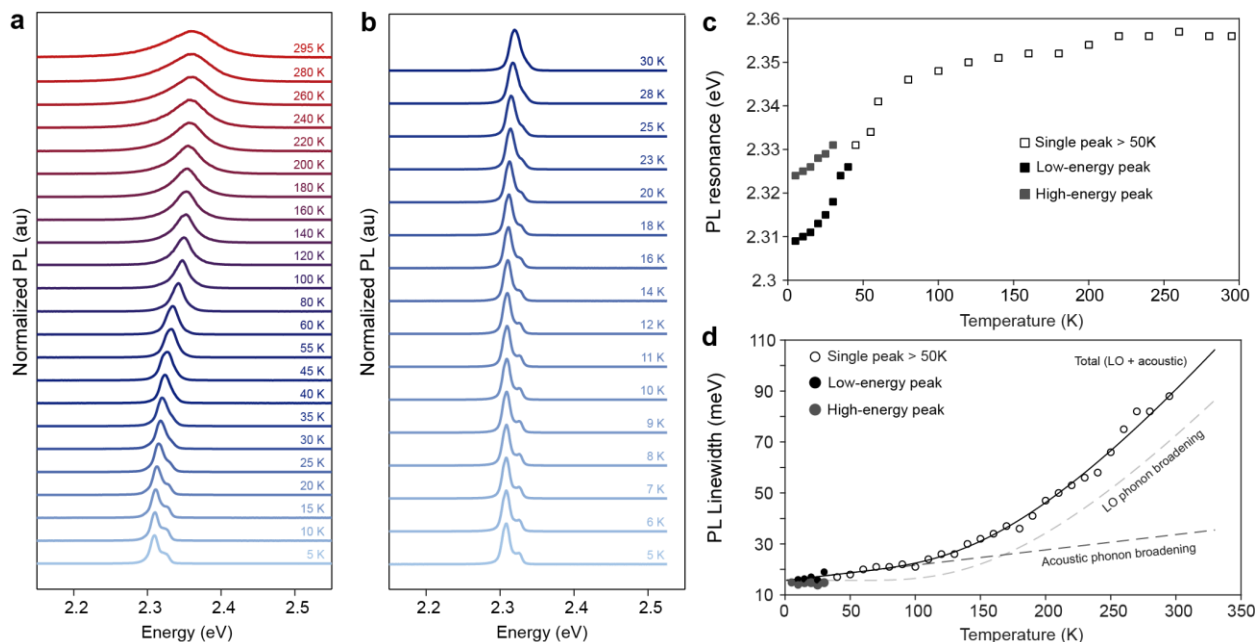 a
295 K
280 K
260 K
240 K
220 K
200 K
180 K
160 K
140 K
120 K
100 K
80 K
60 K
55 K
45 K
40 K
35 K
30 K
25 K
20 K
15 K
10 K
5 K
Normalized PL (au)
2.2
2.3
2.4
2.5
Energy (eV)
b
30 K
28 K
25 K
23 K
20 K
18 K
16 K
14 K
12 K
11 K
10 K
9 K
8 K
7 K
6 K
5 K
Normalized PL (au)
2.2
2.3
2.4
2.5
Energy (eV)
c
2.36
2.35
2.34
2.33
2.32
2.31
2.3
PL resonance (eV)
Single peak > 50K
Low-energy peak
High-energy peak
0
50
100
150
200
250
300
Temperature (K)
d
110
90
70
50
30
10
PL Linewidth (meV)
Single peak > 50K
Low-energy peak
High-energy peak
Total (LO + acoustic)
LO phonon broadening
Acoustic phonon broadening
0
50
100
150
200
250
300
350
Temperature (K)